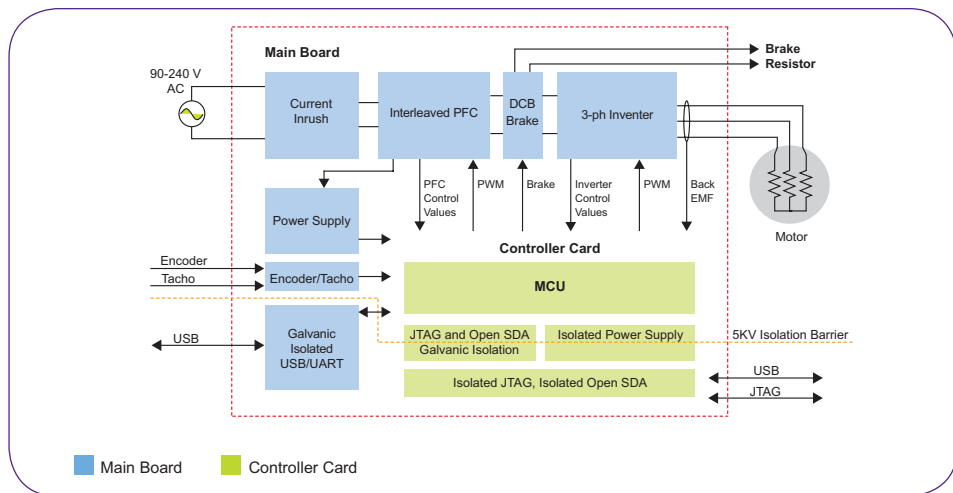 Main Board
Brake
Resistor
90-240 V
AC
Current
Inrush
Interleaved PFC
DCB
Brake
3-ph Inverter
PFC
Control
Values
PWM
Brake
Inverter
Control
Values
PWM
Back
EMF
Motor
Power Supply
Controller Card
Encoder
Tacho
Encoder/Tacho
MCU
USB
Galvanic
Isolated
USB/UART
JTAG and Open SDA
Galvanic Isolation
Isolated Power Supply
5KV Isolation Barrier
Isolated JTAG, Isolated Open SDA
USB
JTAG
Main Board
Controller Card